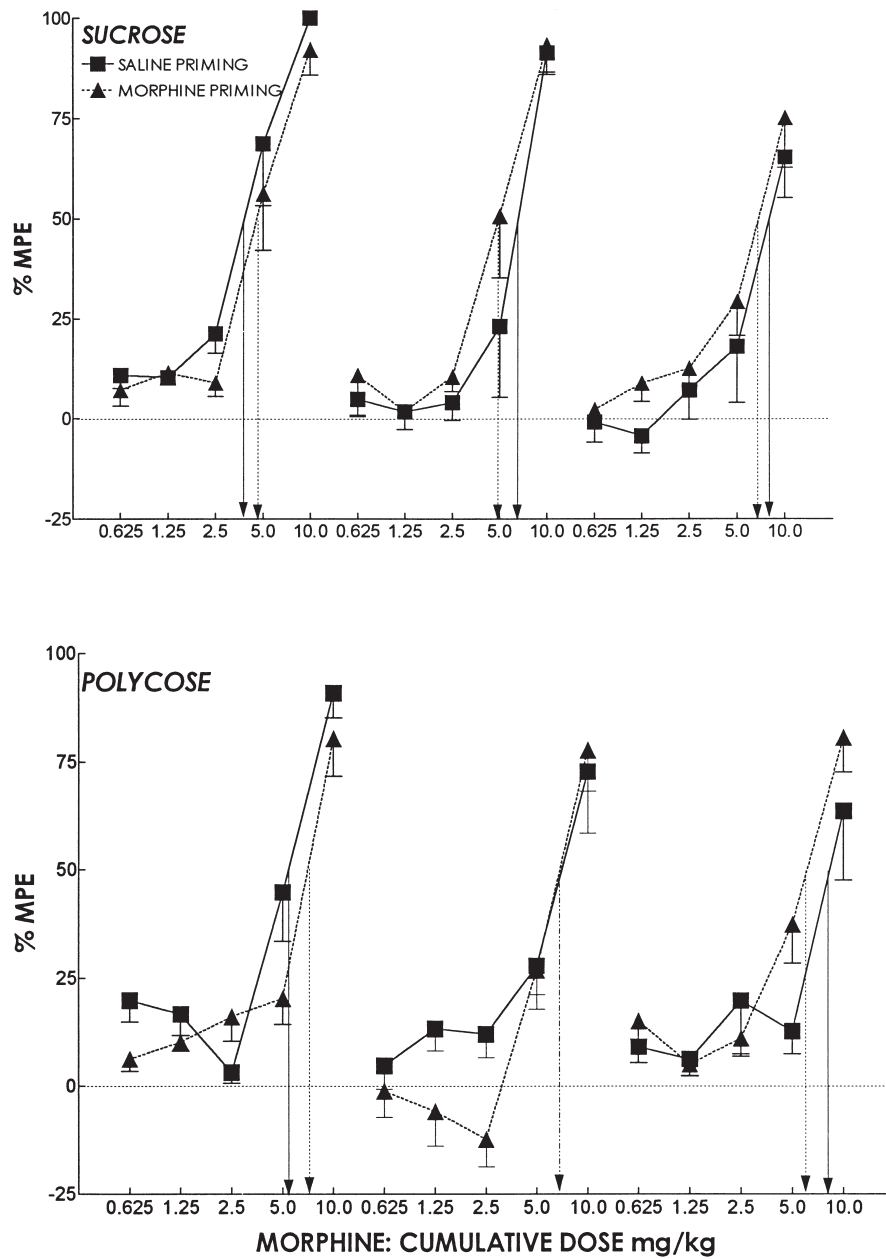 100
SUCROSE
SALINE PRIMING
MORPHINE PRIMING
75
50
25
0
-25
% MPE
0.625 1.25 2.5 5.0 10.0 0.625 1.25 2.5 5.0 10.0 0.625 1.25 2.5 5.0 10.0
100
POLYCOSE
75
50
25
0
-25
% MPE
0.625 1.25 2.5 5.0 10.0 0.625 1.25 2.5 5.0 10.0 0.625 1.25 2.5 5.0 10.0
MORPHINE: CUMULATIVE DOSE mg/kg